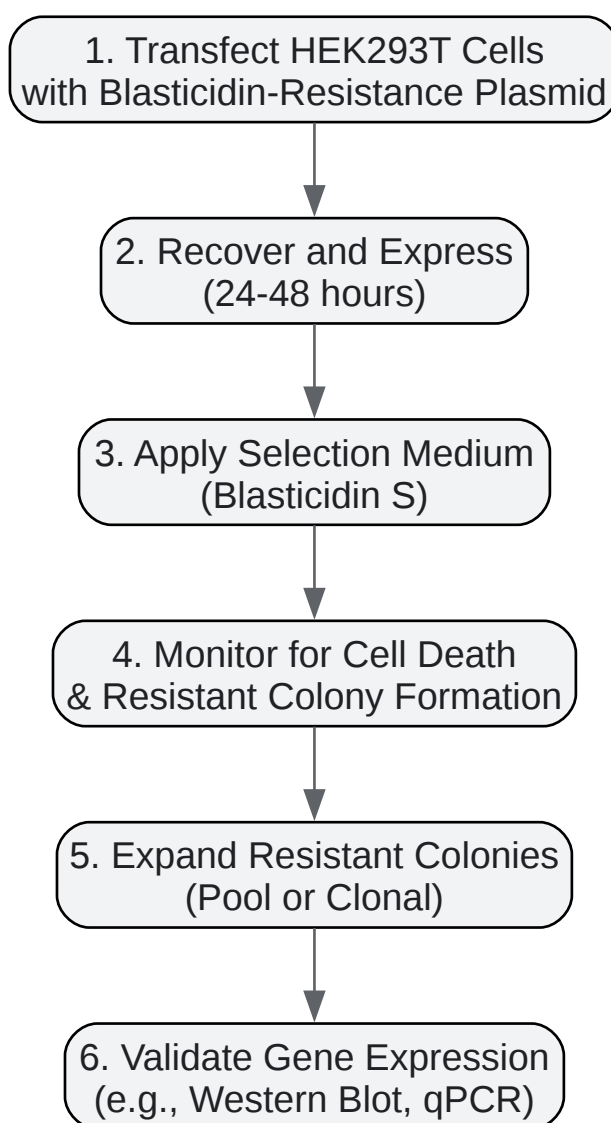 1. Transfect HEK293T Cells
with Blasticidin-Resistance Plasmid
2. Recover and Express
(24-48 hours)
3. Apply Selection Medium
(Blasticidin S)
4. Monitor for Cell Death
& Resistant Colony Formation
5. Expand Resistant Colonies
(Pool or Clonal)
6. Validate Gene Expression
(e.g., Western Blot, qPCR)